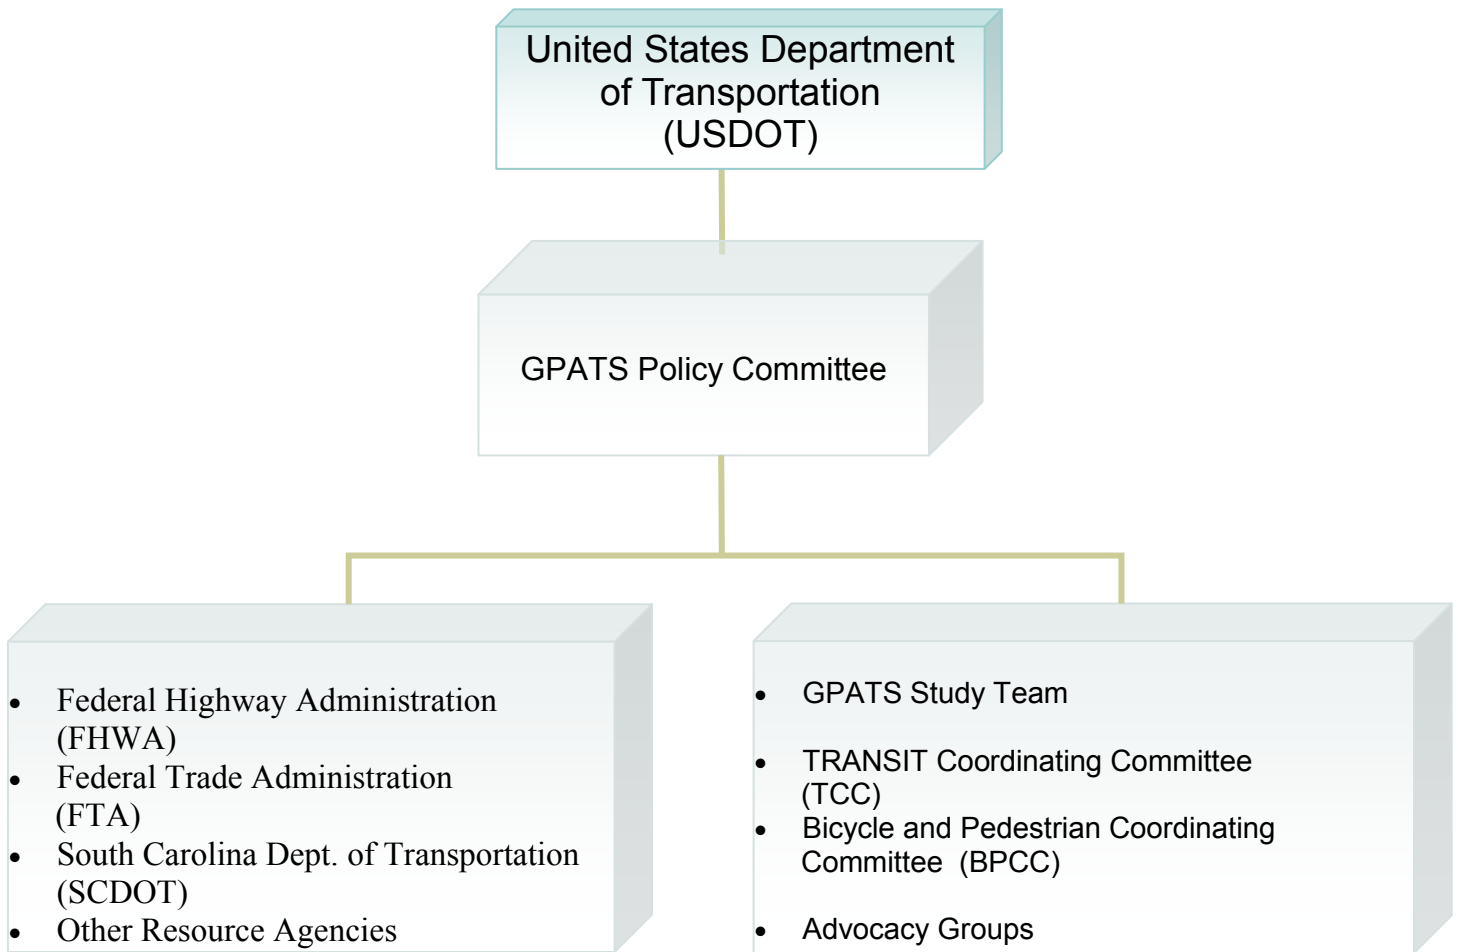 United States Department
of Transportation
(USDOT)
GPATS Policy Committee
• Federal Highway Administration
(FHWA)
• Federal Trade Administration
(FTA)
• South Carolina Dept. of Transportation
(SCDOT)
• Other Resource Agencies
• GPATS Study Team
• TRANSIT Coordinating Committee
(TCC)
• Bicycle and Pedestrian Coordinating
Committee (BPCC)
• Advocacy Groups